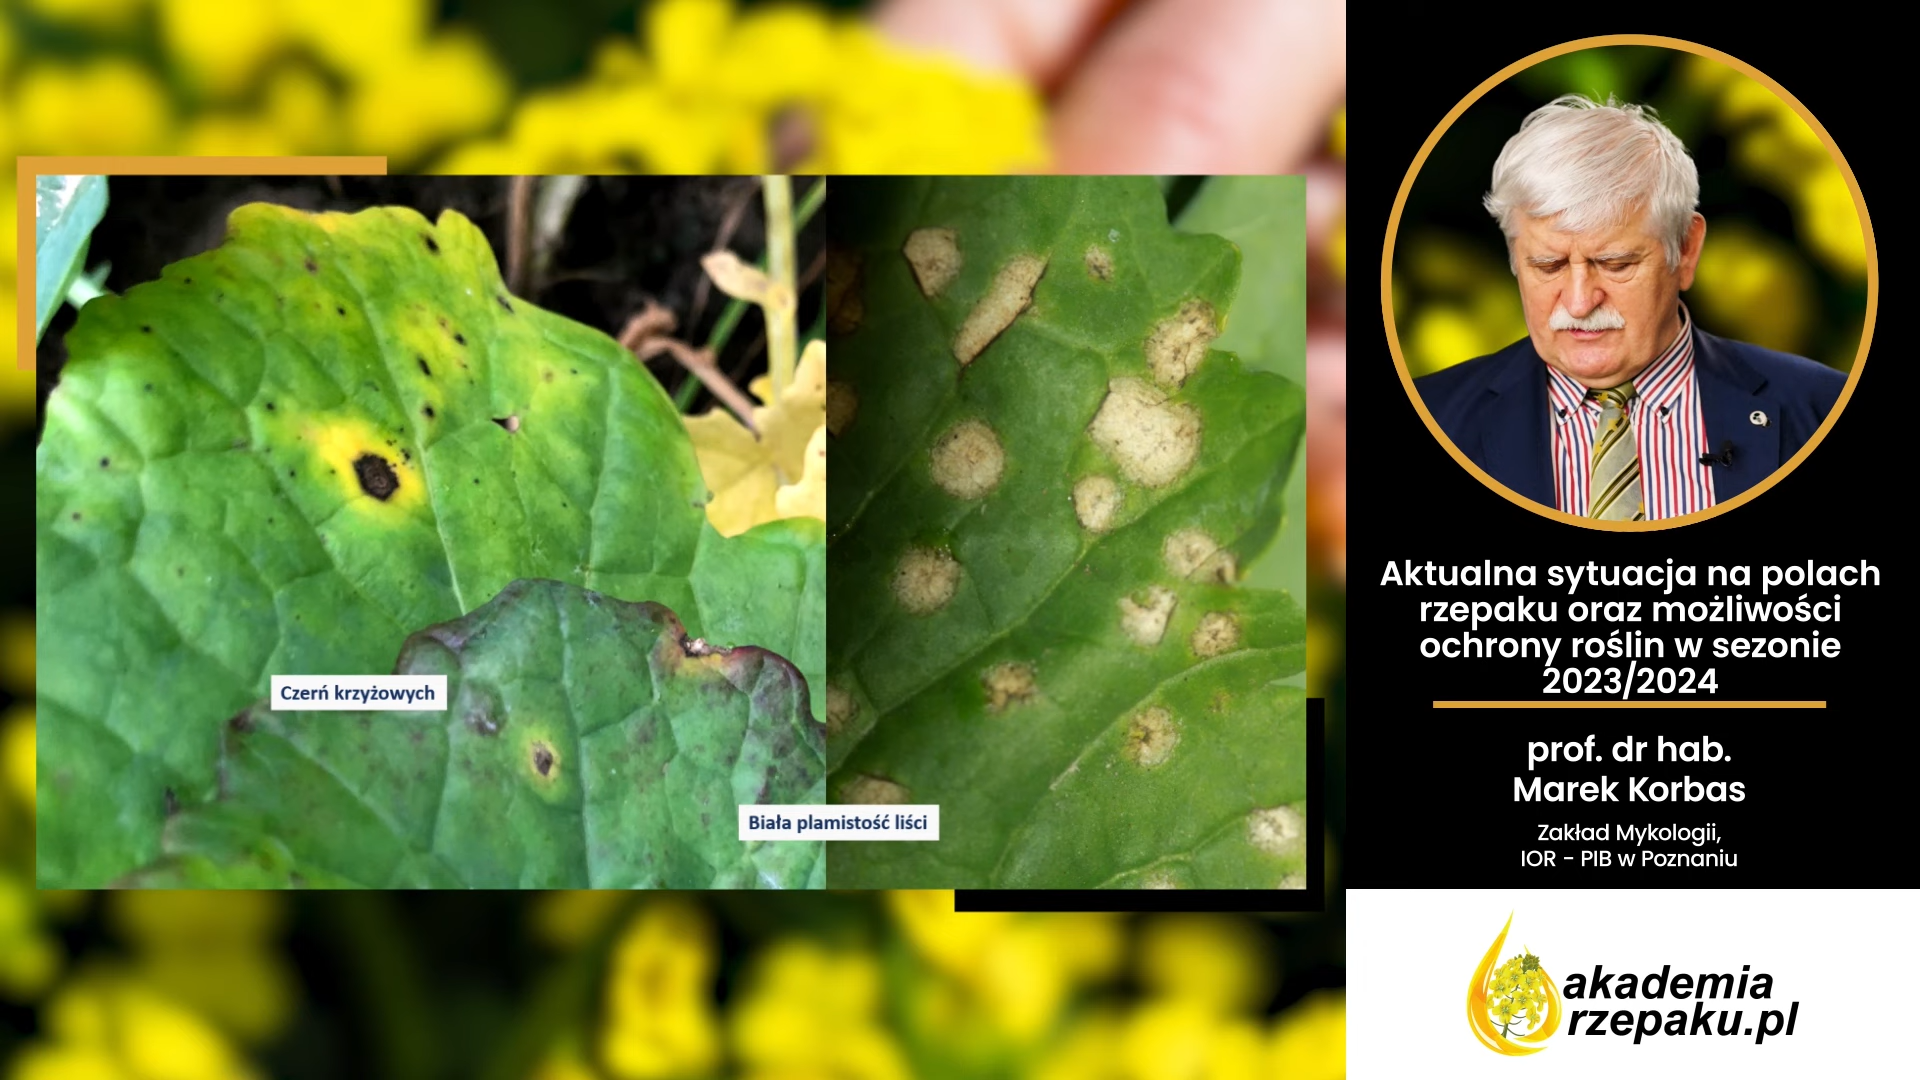 Czerń krzyżowych
Biała plamistość liści
Aktualna sytuacja na polach
rzepaku oraz możliwości
ochrony roślin w sezonie
2023/2024
prof. dr hab.
Marek Korbas
Zakład Mykologii,
IOR - PIB w Poznaniu
akademia
rzepaku.pl